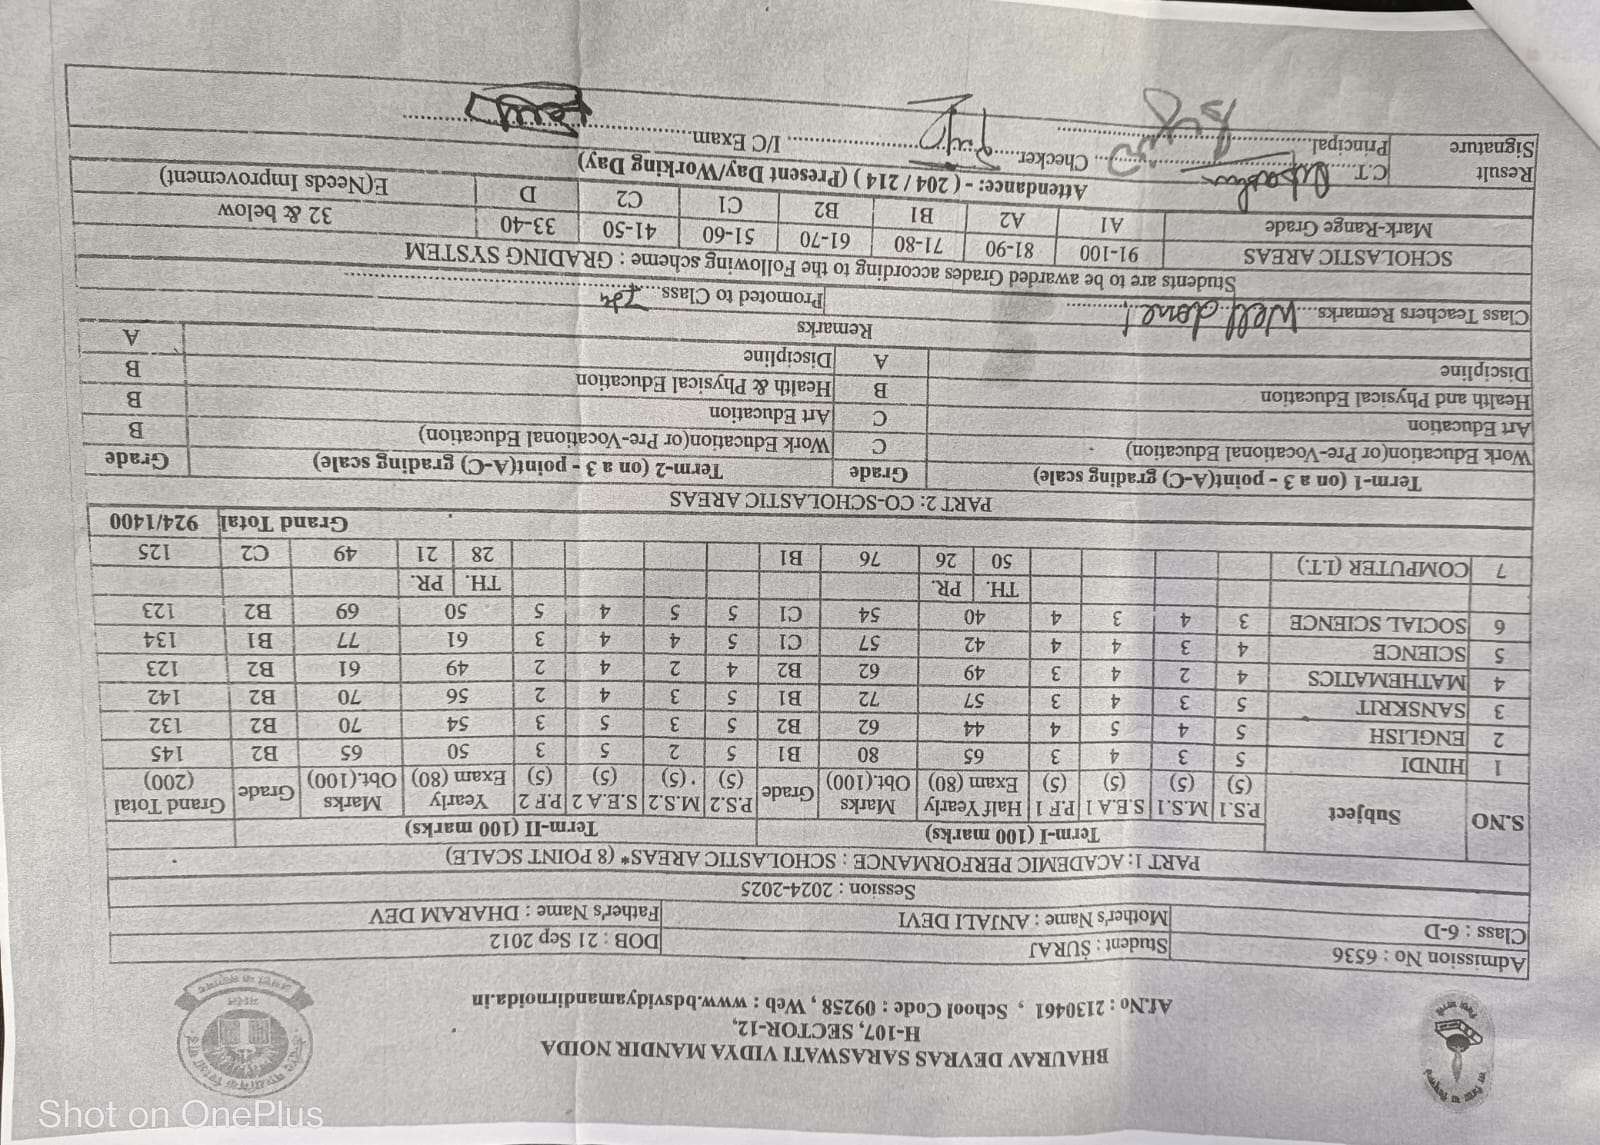 BHAURAV DEVRAS SARASWATI VIDYA MANDIR NOIDA
H-107, SECTOR-12,
Af.No : 2130461 , School Code : 09258 , Web : www.bdsvidyamandirnoida.in
Admission No : 6536 Student : SURAJ DOB : 21 Sep 2012
Class : 6-D Mother's Name : ANJALI DEVI Father's Name : DHARAM DEV
Session : 2024-2025
PART 1: ACADEMIC PERFORMANCE : SCHOLASTIC AREAS* (8 POINT SCALE)
S.NO Subject Term-I (100 marks) Term-II (100 marks)
P.S.1 (5) M.S.1 (5) S.E.A 1 (5) P.F 1 (5) Half Yearly Exam (80) Marks Obt.(100) Grade P.S.2 (5) M.S.2 (5) S.E.A 2 (5) P.F 2 (5) Yearly Exam (80) Marks Obt.(100) Grade Grand Total (200)
1 HINDI 5 3 4 3 65 80 B1 5 2 5 3 50 65 B2 145
2 ENGLISH 5 4 5 4 44 62 B2 5 3 5 3 54 70 B2 132
3 SANSKRIT 5 3 4 3 57 72 B1 5 3 4 2 56 70 B2 142
4 MATHEMATICS 4 2 4 3 49 62 B2 4 2 4 2 49 61 B2 123
5 SCIENCE 4 3 4 4 42 57 C1 5 4 4 3 61 77 B1 134
6 SOCIAL SCIENCE 3 4 3 4 40 54 C1 5 5 4 5 50 69 B2 123
TH. PR. TH. PR.
7 COMPUTER (I.T.) 50 26 76 B1 28 21 49 C2 125
Grand Total 924/1400
PART 2: CO-SCHOLASTIC AREAS
Term-1 (on a 3 - point(A-C) grading scale) Grade Term-2 (on a 3 - point(A-C) grading scale) Grade
Work Education(or Pre-Vocational Education) C Work Education(or Pre-Vocational Education) B
Art Education C Art Education B
Health and Physical Education B Health & Physical Education B
Discipline A Discipline A
Remarks
Class Teachers Remarks..... Well done! Promoted to Class..... 7th
Students are to be awarded Grades according to the Following scheme : GRADING SYSTEM
SCHOLASTIC AREAS 91-100 81-90 71-80 61-70 51-60 41-50 33-40 32 & below
Mark-Range Grade A1 A2 B1 B2 C1 C2 D E(Needs Improvement)
Attendance: - ( 204 / 214 ) (Present Day/Working Day)
Result C.T. Checker I/C Exam
Signature Principal
Shot on OnePlus